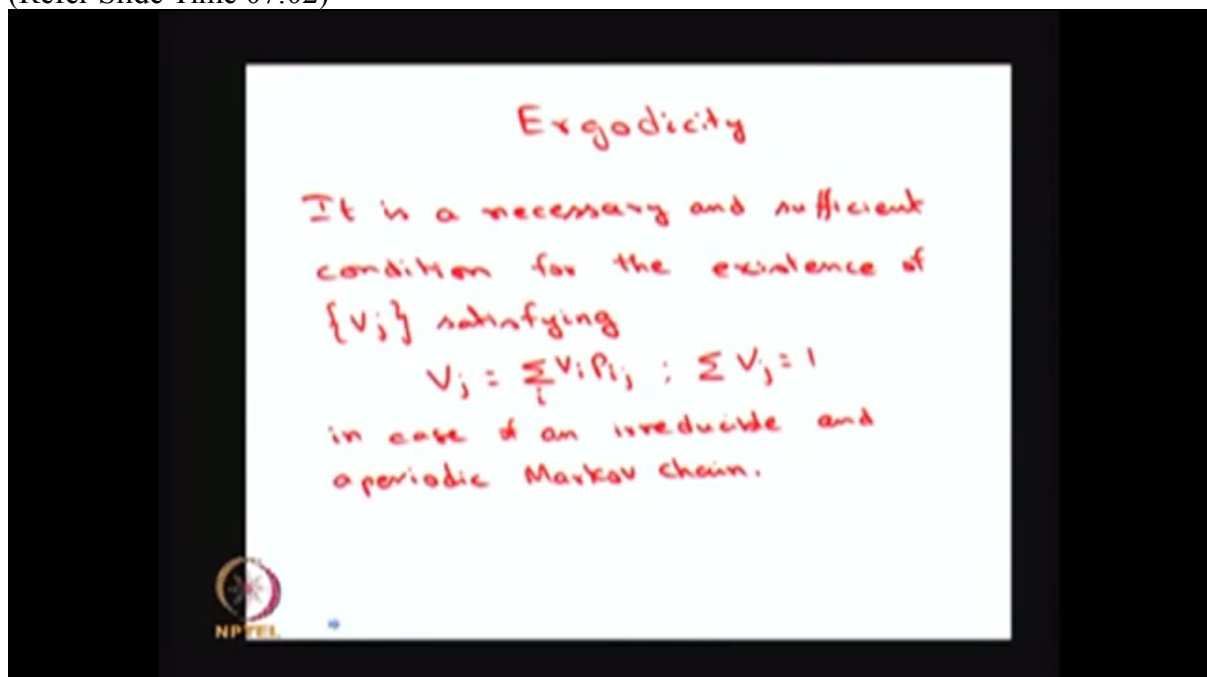 (Refer Slide Time 07:02)
Ergodicity
It is a necessary and sufficient
condition for the existence of
{Vj} satisfying
Vj = Σi Vi Pij ; Σ Vj = 1
in case of an irreducible and
aperiodic Markov chain.
NPTEL